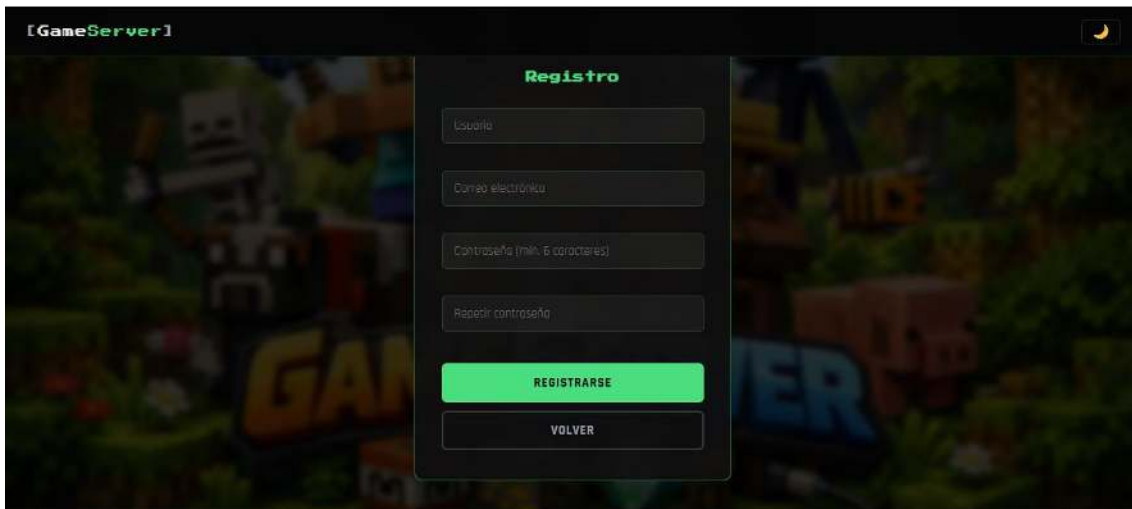 [GameServer]
Registro
Usuario
Correo electrónico
Contraseña (mín. 6 caracteres)
Repetir contraseña
REGISTRARSE
VOLVER